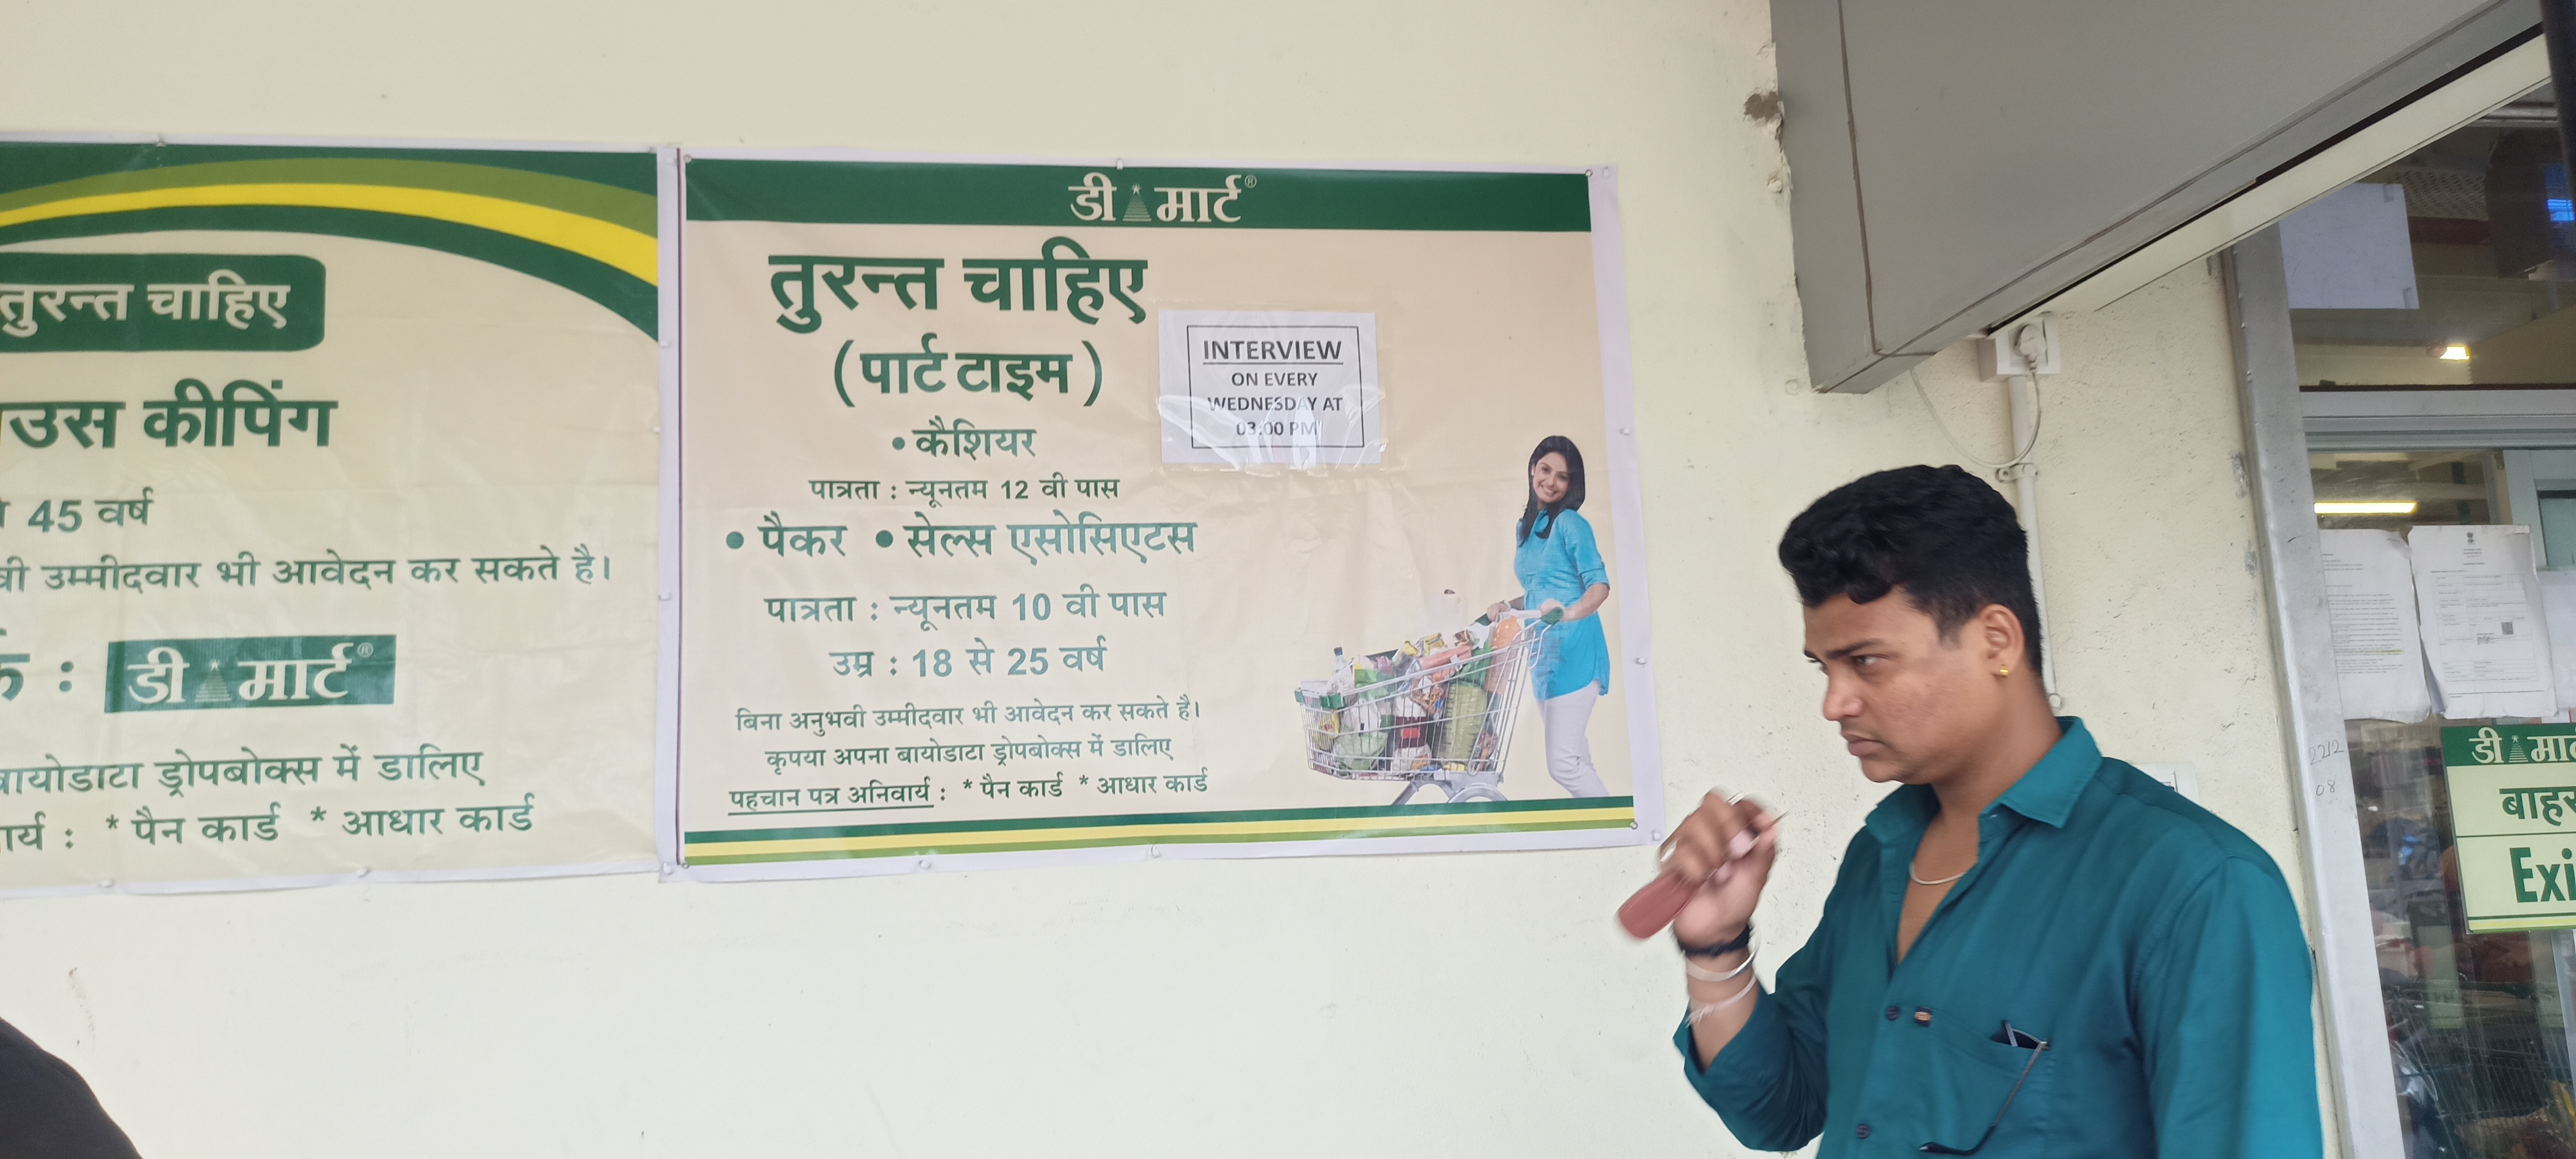 तुरन्त चाहिए
कीपिंग
45 वर्ष
उम्मीदवार भी आवेदन कर सकते है।
: डी मार्ट®
बायोडाटा ड्रोपबोक्स में डालिए
: * पैन कार्ड * आधार कार्ड
डी मार्ट®
तुरन्त चाहिए
(पार्ट टाइम)
• कैशियर
पात्रता : न्यूनतम 12 वी पास
• पैकर • सेल्स एसोसिएटस
पात्रता : न्यूनतम 10 वी पास
उम्र : 18 से 25 वर्ष
बिना अनुभवी उम्मीदवार भी आवेदन कर सकते है।
कृपया अपना बायोडाटा ड्रोपबोक्स में डालिए
पहचान पत्र अनिवार्य : * पैन कार्ड * आधार कार्ड
INTERVIEW
ON EVERY
WEDNESDAY AT
03:00 PM
2212
08
डी